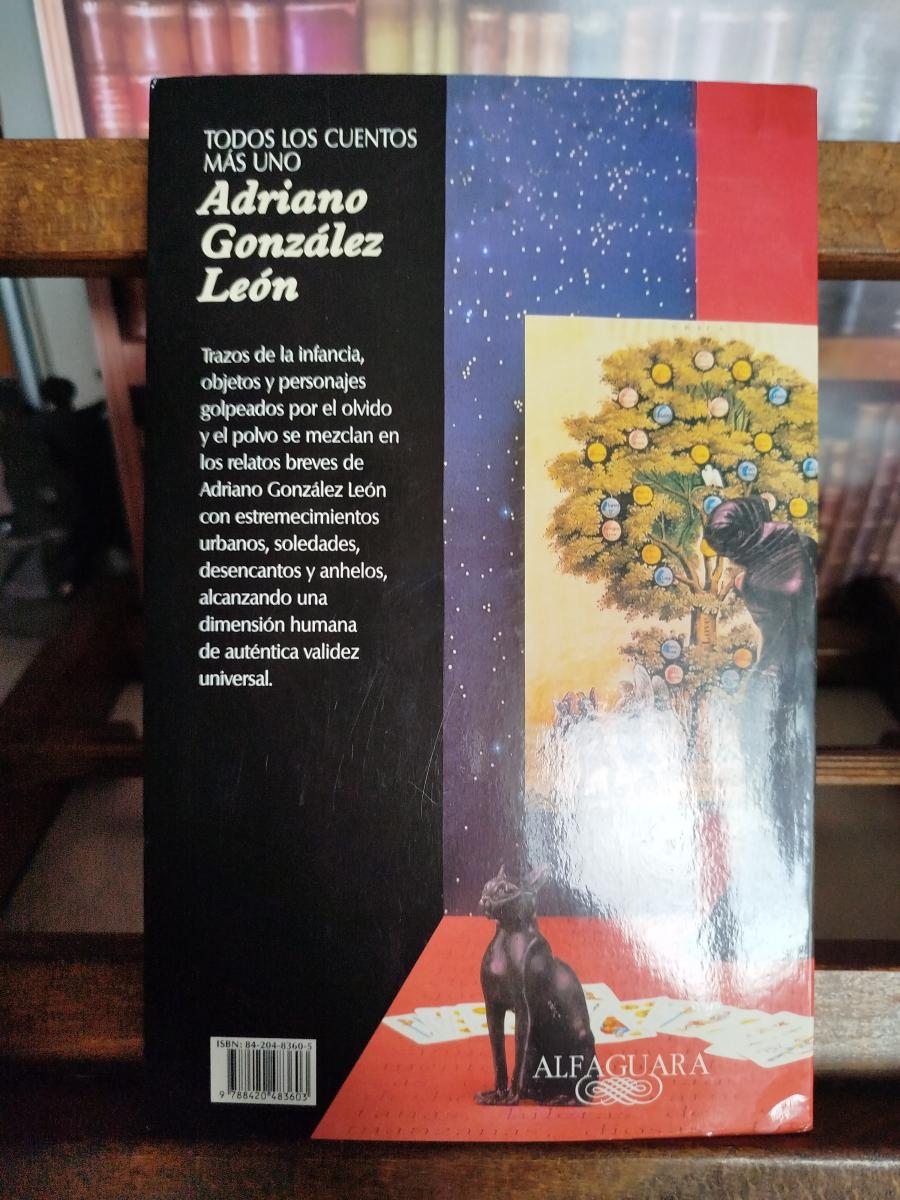 TODOS LOS CUENTOS
MÁS UNO
Adriano
González
León
Trazos de la infancia,
objetos y personajes
golpeados por el olvido
y el polvo se mezclan en
los relatos breves de
Adriano González León
con estremecimientos
urbanos, soledades,
desencantos y anhelos,
alcanzando una
dimensión humana
de auténtica validez
universal.
ISBN: 84-204-8360-5
9 788420 483603
ALFAGUARA